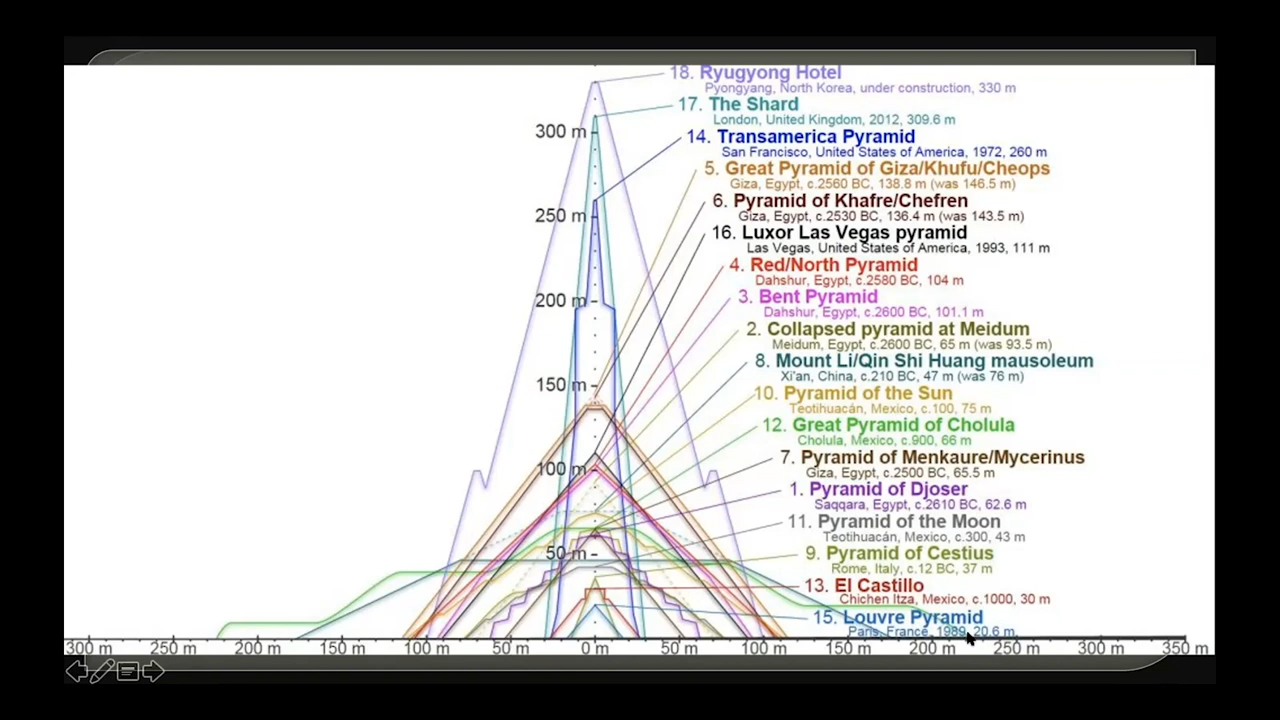 18. Ryugyong Hotel
Pyongyang, North Korea, under construction, 330 m
17. The Shard
London, United Kingdom, 2012, 309.6 m
300 m
14. Transamerica Pyramid
San Francisco, United States of America, 1972, 260 m
5. Great Pyramid of Giza/Khufu/Cheops
Giza, Egypt, c.2560 BC, 138.8 m (was 146.5 m)
6. Pyramid of Khafre/Chefren
Giza, Egypt, c.2530 BC, 136.4 m (was 143.5 m)
250 m
16. Luxor Las Vegas pyramid
Las Vegas, United States of America, 1993, 111 m
4. Red/North Pyramid
Dahshur, Egypt, c.2580 BC, 104 m
3. Bent Pyramid
Dahshur, Egypt, c.2600 BC, 101.1 m
200 m
2. Collapsed pyramid at Meidum
Meidum, Egypt, c.2600 BC, 65 m (was 93.5 m)
8. Mount Li/Qin Shi Huang mausoleum
Xi'an, China, c.210 BC, 47 m (was 76 m)
150 m
10. Pyramid of the Sun
Teotihuacán, Mexico, c.100, 75 m
12. Great Pyramid of Cholula
Cholula, Mexico, c.900, 66 m
7. Pyramid of Menkaure/Mycerinus
Giza, Egypt, c.2500 BC, 65.5 m
100 m
1. Pyramid of Djoser
Saqqara, Egypt, c.2610 BC, 62.6 m
11. Pyramid of the Moon
Teotihuacán, Mexico, c.300, 43 m
50 m
9. Pyramid of Cestius
Rome, Italy, c.12 BC, 37 m
13. El Castillo
Chichen Itza, Mexico, c.1000, 30 m
15. Louvre Pyramid
Paris, France, 1989, 20.6 m
300 m 250 m 200 m 150 m 100 m 50 m 0 m 50 m 100 m 150 m 200 m 250 m 300 m 350 m